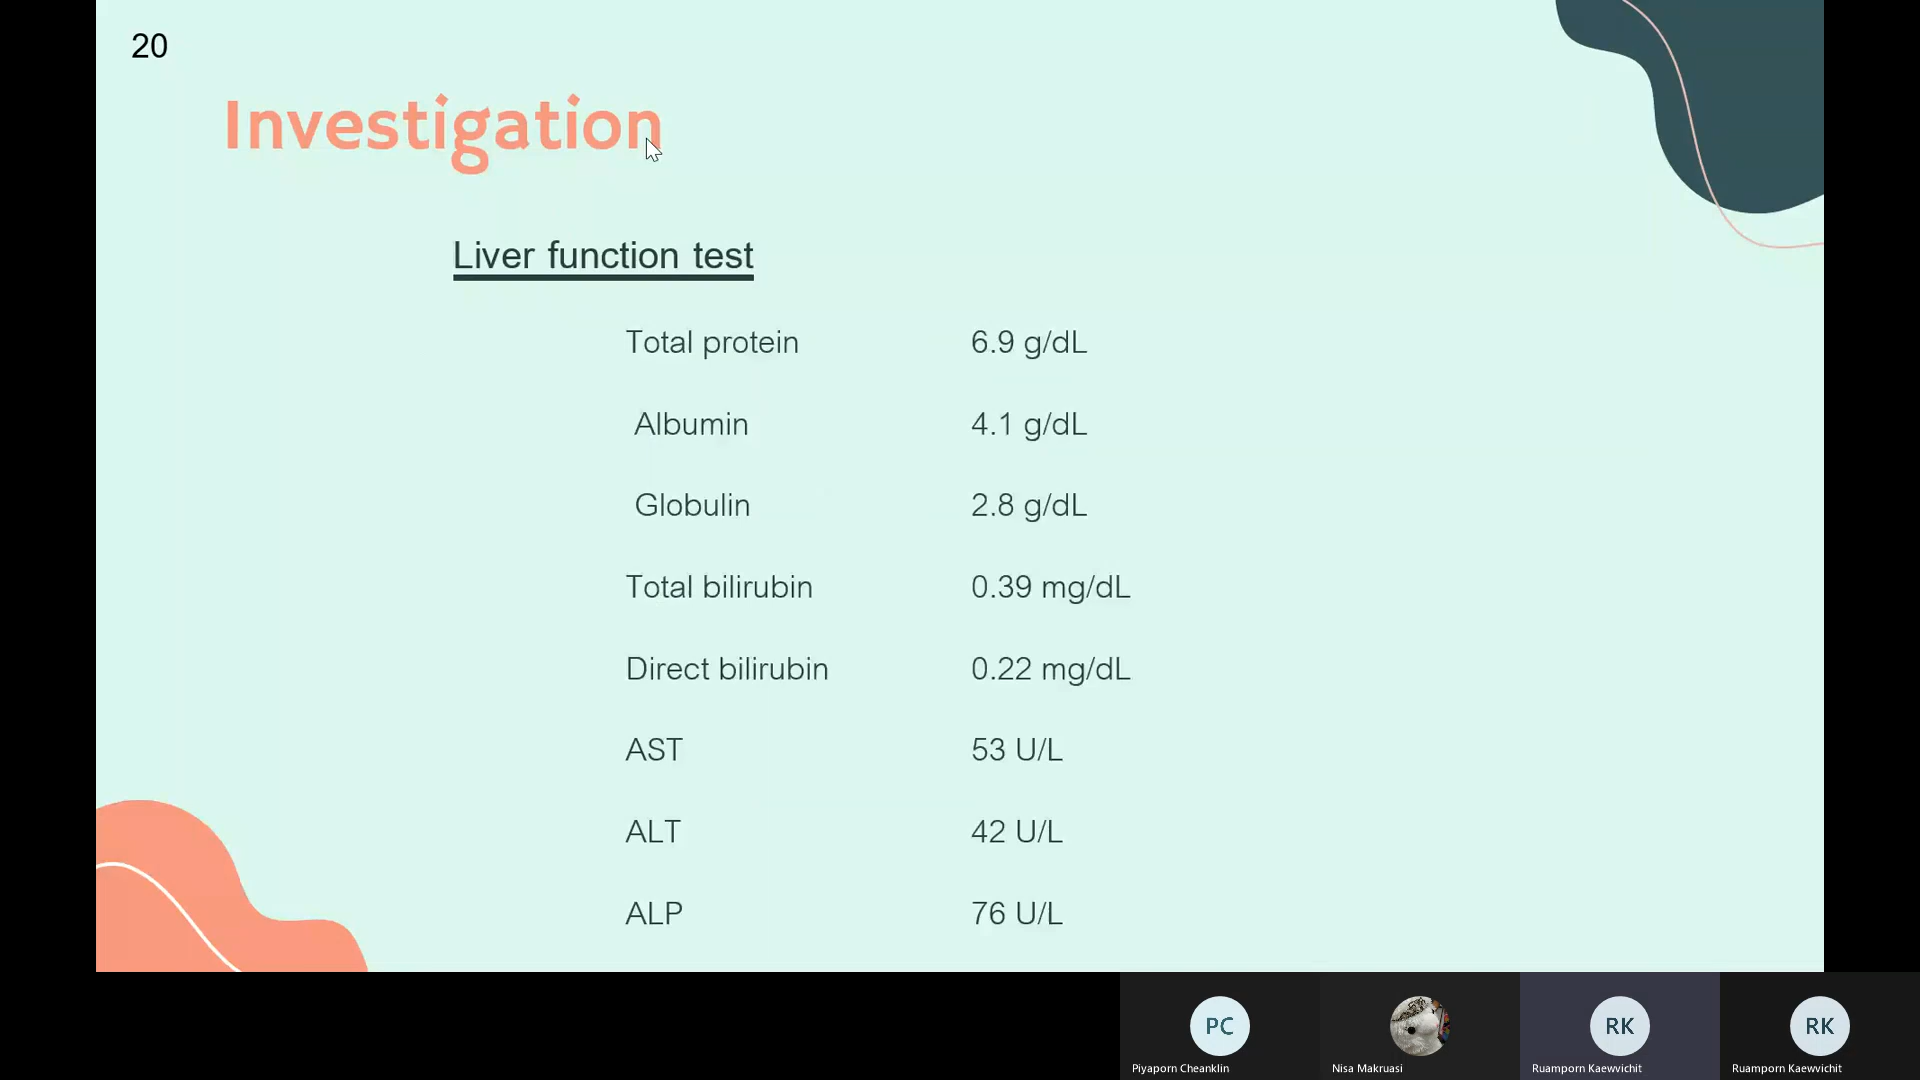 20
Investigation
Liver function test
Total protein 6.9 g/dL
Albumin 4.1 g/dL
Globulin 2.8 g/dL
Total bilirubin 0.39 mg/dL
Direct bilirubin 0.22 mg/dL
AST 53 U/L
ALT 42 U/L
ALP 76 U/L
PC RK RK
Piyaporn Cheanklin Nisa Makruasi Ruamporn Kaewvichit Ruamporn Kaewvichit